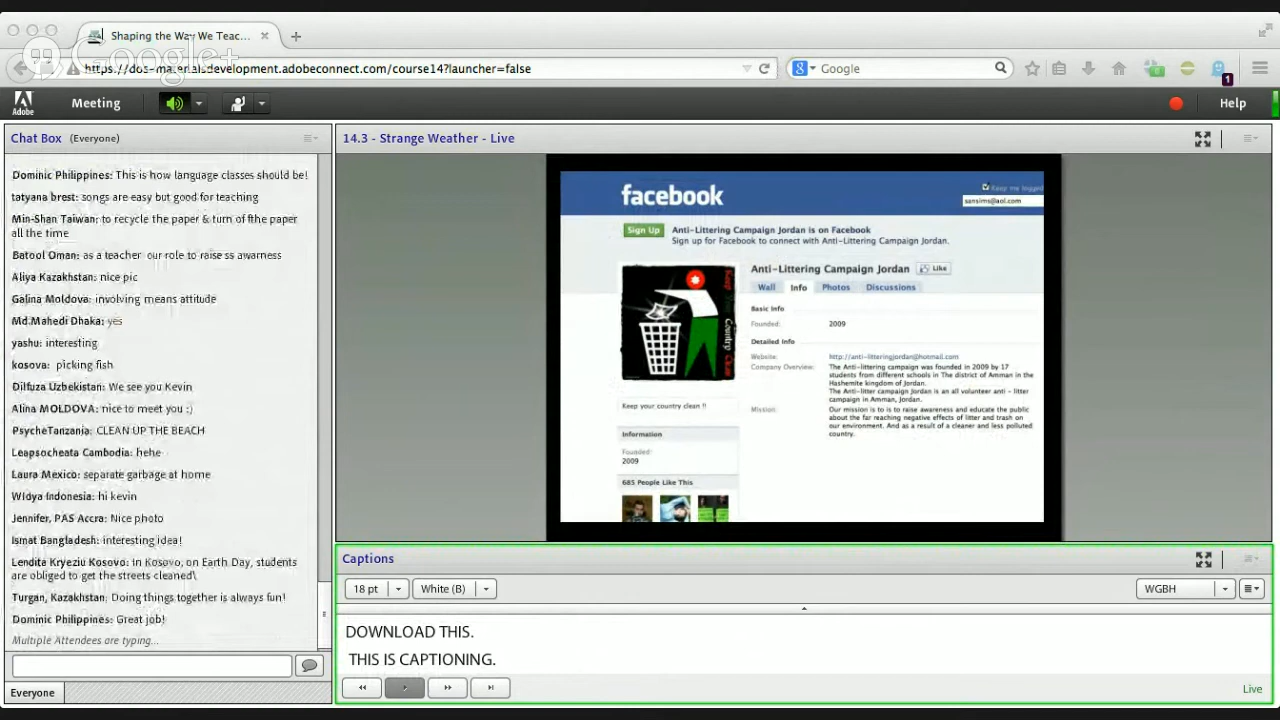 Shaping the Way We Teac...
Google+
https://dos-materialsdevelopment.adobeconnect.com/course14?launcher=false
Google
1
Adobe
Meeting
Help
Chat Box (Everyone)
Dominic Philippines: This is how language classes should be!
tatyana brest: songs are easy but good for teaching
Min-Shan Taiwan: to recycle the paper & turn of fthe paper
all the time
Batool Oman: as a teacher our role to raise ss awarness
Aliya Kazakhstan: nice pic
Galina Moldova: involving means attitude
Md.Mahedi Dhaka: yes
yashu: interesting
kosova: picking fish
Dilfuza Uzbekistan: We see you Kevin
Alina MOLDOVA: nice to meet you :)
PsycheTanzania: CLEAN UP THE BEACH
Leapsocheata Cambodia: hehe
Laura Mexico: separate garbage at home
Widya Indonesia: hi kevin
Jennifer, PAS Accra: Nice photo
Ismat Bangladesh: interesting idea!
Lendita Kryeziu Kosovo: in Kosovo, on Earth Day, students
are obliged to get the streets cleaned\
Turgan, Kazakhstan: Doing things together is always fun!
Dominic Philippines: Great job!
Multiple Attendees are typing...
Everyone
14.3 - Strange Weather - Live
facebook
Keep me logged
sansims@aol.com
Sign Up
Anti-Littering Campaign Jordan is on Facebook
Sign up for Facebook to connect with Anti-Littering Campaign Jordan.
Keep Your Country Clean
Anti-Littering Campaign Jordan
Like
Wall Info Photos Discussions
Basic Info
Founded: 2009
Detailed Info
Website: http://anti-litteringjordan@hotmail.com
Company Overview: The Anti-littering campaign was founded in 2009 by 17
students from different schools in The district of Amman in the
Hashemite kingdom of Jordan.
The Anti-litter campaign Jordan is an all volunteer anti - litter
campaign in Amman, Jordan.
Mission: Our mission is to is to raise awareness and educate the public
about the far reaching negative effects of litter and trash on
our environment. And as a result of a cleaner and less polluted
country.
Keep your country clean !!
Information
Founded:
2009
685 People Like This
Captions
18 pt
White (B)
WGBH
DOWNLOAD THIS.
THIS IS CAPTIONING.
Live